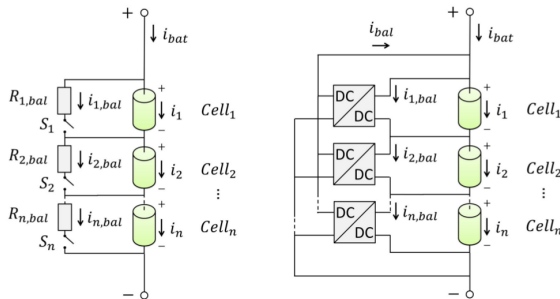 + i_bat
R_1,bal i_1,bal + i_1 Cell_1
S_1 −
R_2,bal i_2,bal + i_2 Cell_2
S_2 − ⋮
R_n,bal i_n,bal + i_n Cell_n
S_n −
−
i_bal + i_bat
DC DC i_1,bal + i_1 Cell_1
−
DC DC i_2,bal + i_2 Cell_2
− ⋮
DC DC i_n,bal + i_n Cell_n
−
−